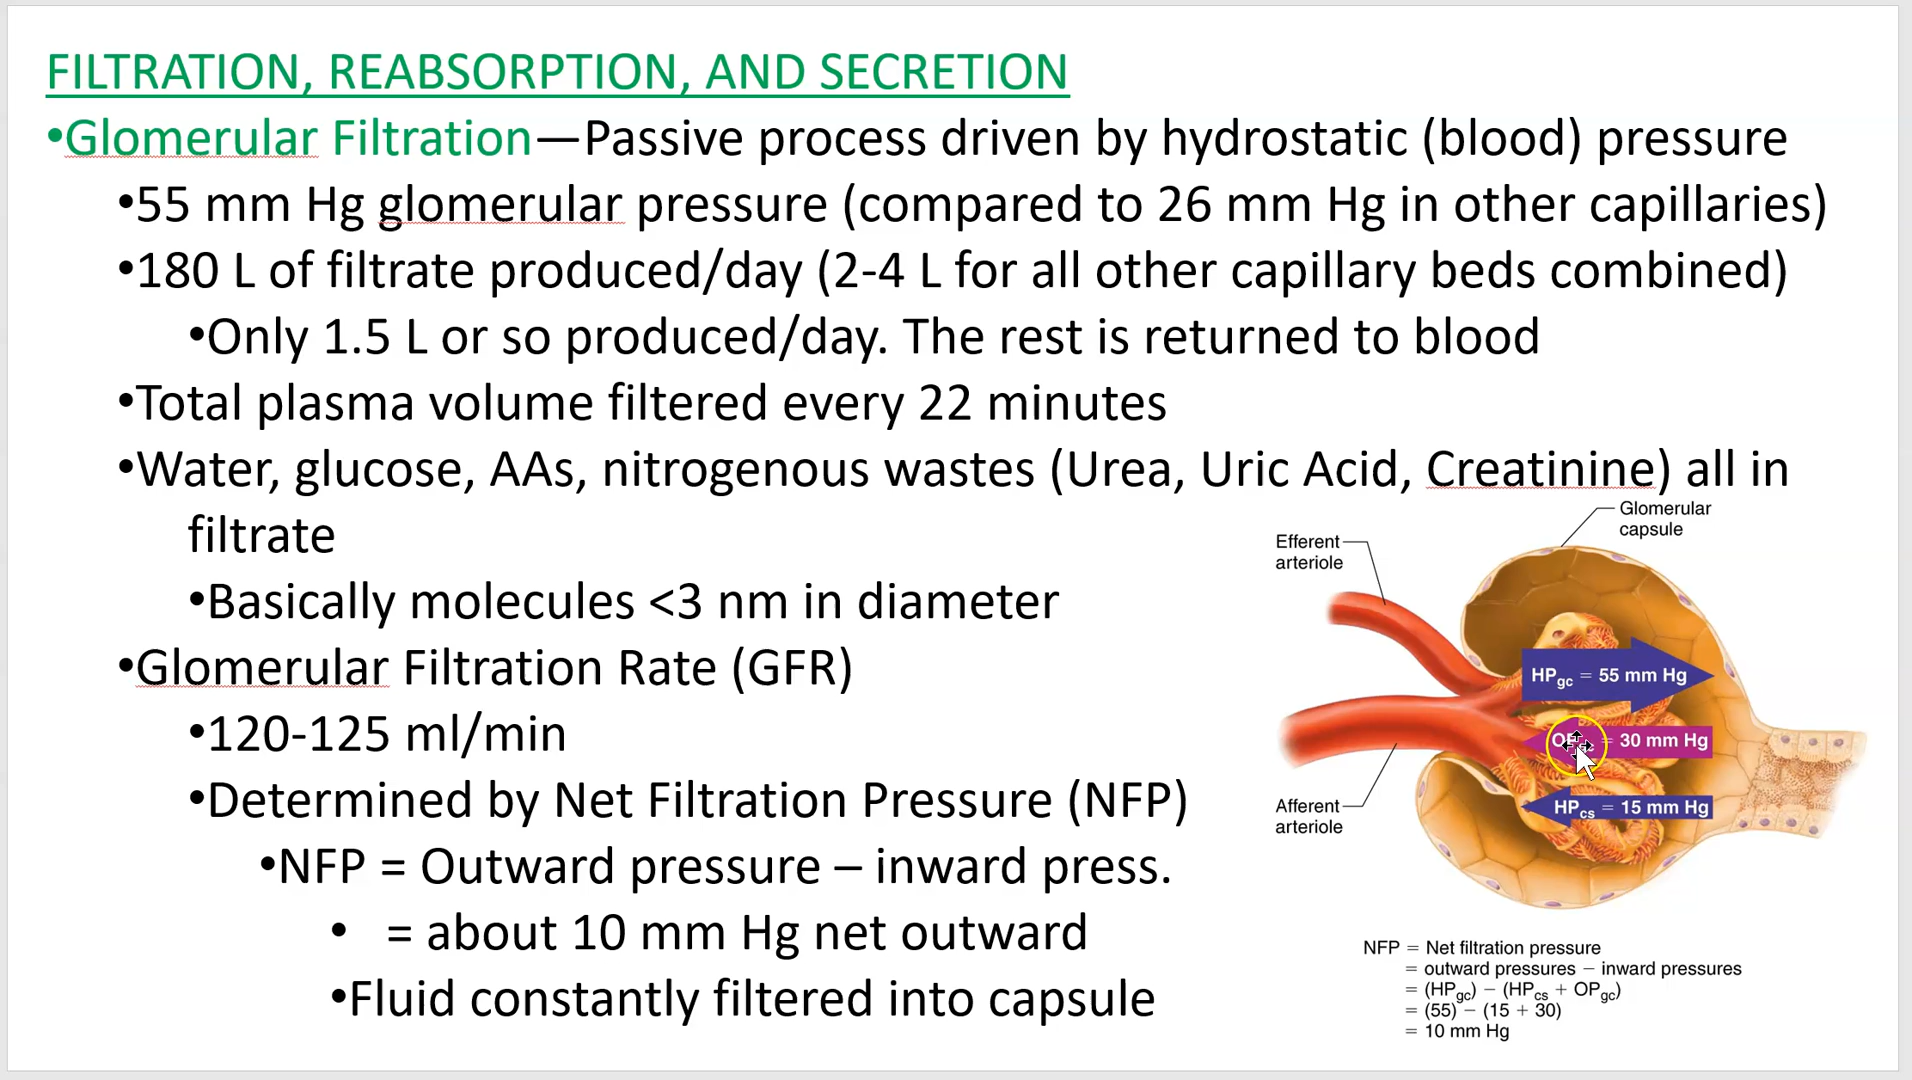 FILTRATION, REABSORPTION, AND SECRETION
•Glomerular Filtration—Passive process driven by hydrostatic (blood) pressure
•55 mm Hg glomerular pressure (compared to 26 mm Hg in other capillaries)
•180 L of filtrate produced/day (2-4 L for all other capillary beds combined)
•Only 1.5 L or so produced/day. The rest is returned to blood
•Total plasma volume filtered every 22 minutes
•Water, glucose, AAs, nitrogenous wastes (Urea, Uric Acid, Creatinine) all in
filtrate
•Basically molecules <3 nm in diameter
•Glomerular Filtration Rate (GFR)
•120-125 ml/min
•Determined by Net Filtration Pressure (NFP)
•NFP = Outward pressure – inward press.
• = about 10 mm Hg net outward
•Fluid constantly filtered into capsule
Glomerular
capsule
Efferent
arteriole
HPgc = 55 mm Hg
= 30 mm Hg
HPcs = 15 mm Hg
Afferent
arteriole
NFP = Net filtration pressure
= outward pressures − inward pressures
= (HPgc) − (HPcs + OPgc)
= (55) − (15 + 30)
= 10 mm Hg